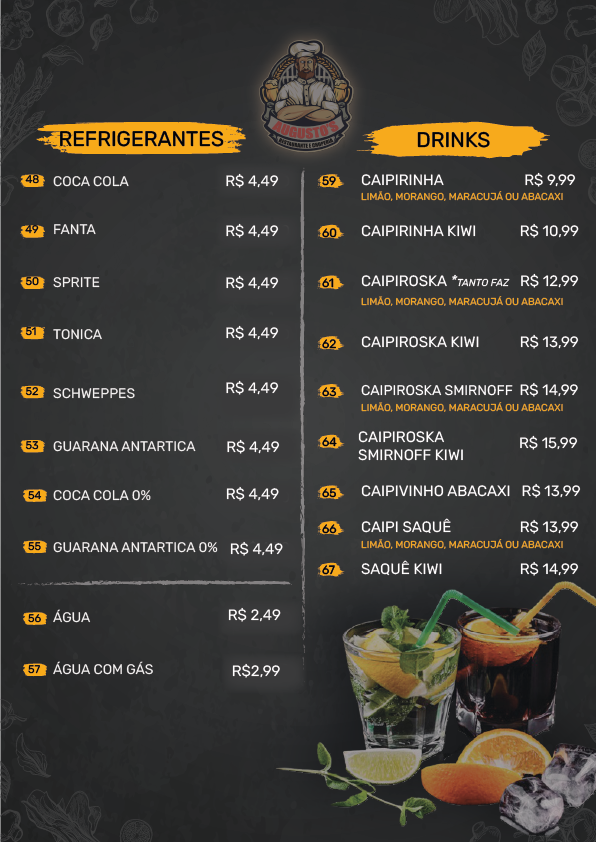 AUGUSTO'S
RESTAURANTE E CHOPERIA
REFRIGERANTES
48 COCA COLA R$ 4,49
49 FANTA R$ 4,49
50 SPRITE R$ 4,49
51 TONICA R$ 4,49
52 SCHWEPPES R$ 4,49
53 GUARANA ANTARTICA R$ 4,49
54 COCA COLA 0% R$ 4,49
55 GUARANA ANTARTICA 0% R$ 4,49
56 ÁGUA R$ 2,49
57 ÁGUA COM GÁS R$2,99
DRINKS
59 CAIPIRINHA R$ 9,99
LIMÃO, MORANGO, MARACUJÁ OU ABACAXI
60 CAIPIRINHA KIWI R$ 10,99
61 CAIPIROSKA *TANTO FAZ R$ 12,99
LIMÃO, MORANGO, MARACUJÁ OU ABACAXI
62 CAIPIROSKA KIWI R$ 13,99
63 CAIPIROSKA SMIRNOFF R$ 14,99
LIMÃO, MORANGO, MARACUJÁ OU ABACAXI
64 CAIPIROSKA
SMIRNOFF KIWI R$ 15,99
65 CAIPIVINHO ABACAXI R$ 13,99
66 CAIPI SAQUÊ R$ 13,99
LIMÃO, MORANGO, MARACUJÁ OU ABACAXI
67 SAQUÊ KIWI R$ 14,99